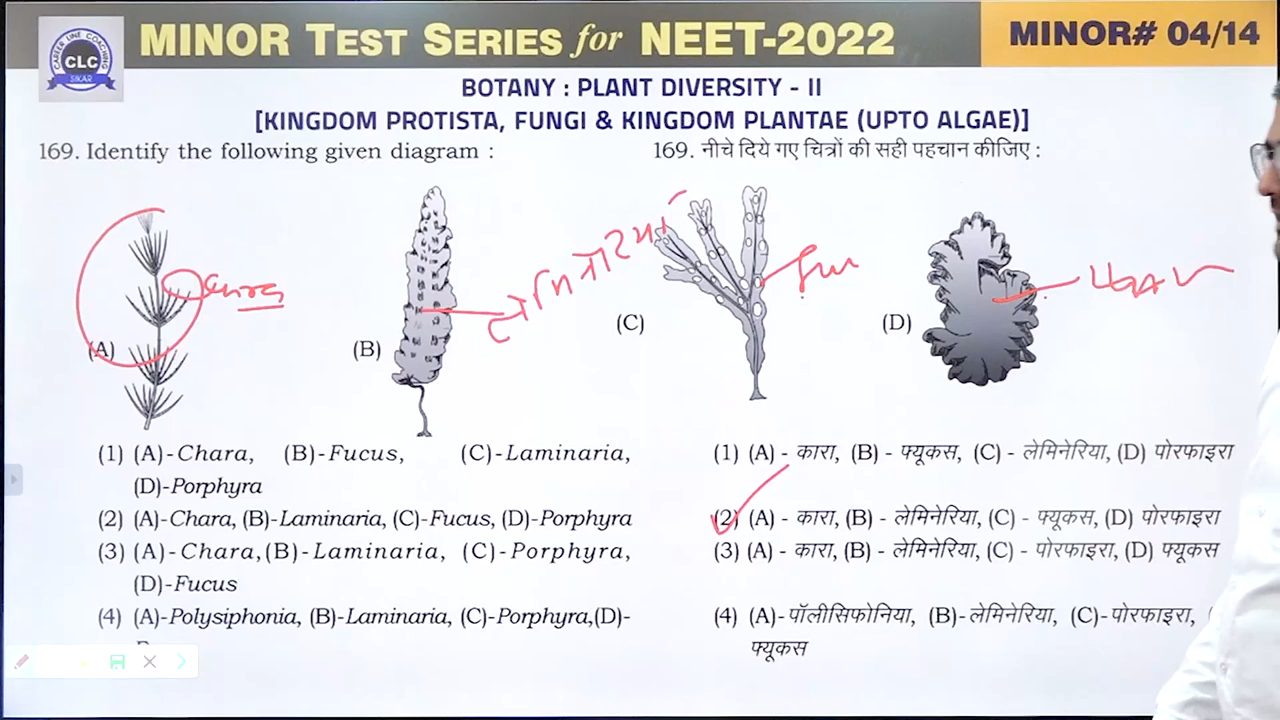 CAREER LINE COACHING
CLC
SIKAR
MINOR TEST SERIES for NEET-2022
MINOR# 04/14
BOTANY : PLANT DIVERSITY - II
[KINGDOM PROTISTA, FUNGI & KINGDOM PLANTAE (UPTO ALGAE)]
169. Identify the following given diagram :
(A)
(B)
(1) (A)-Chara, (B)-Fucus, (C)-Laminaria,
(D)-Porphyra
(2) (A)-Chara, (B)-Laminaria, (C)-Fucus, (D)-Porphyra
(3) (A)-Chara,(B)-Laminaria, (C)-Porphyra,
(D)-Fucus
(4) (A)-Polysiphonia, (B)-Laminaria, (C)-Porphyra,(D)-
169. नीचे दिये गए चित्रों की सही पहचान कीजिए :
(C)
(D)
(1) (A) - कारा, (B) - फ्यूकस, (C) - लेमिनेरिया, (D) पोरफाइरा
(2) (A) - कारा, (B) - लेमिनेरिया, (C) - फ्यूकस, (D) पोरफाइरा
(3) (A) - कारा, (B) - लेमिनेरिया, (C) - पोरफाइरा, (D) फ्यूकस
(4) (A)-पॉलीसिफोनिया, (B)-लेमिनेरिया, (C)-पोरफाइरा,
फ्यूकस